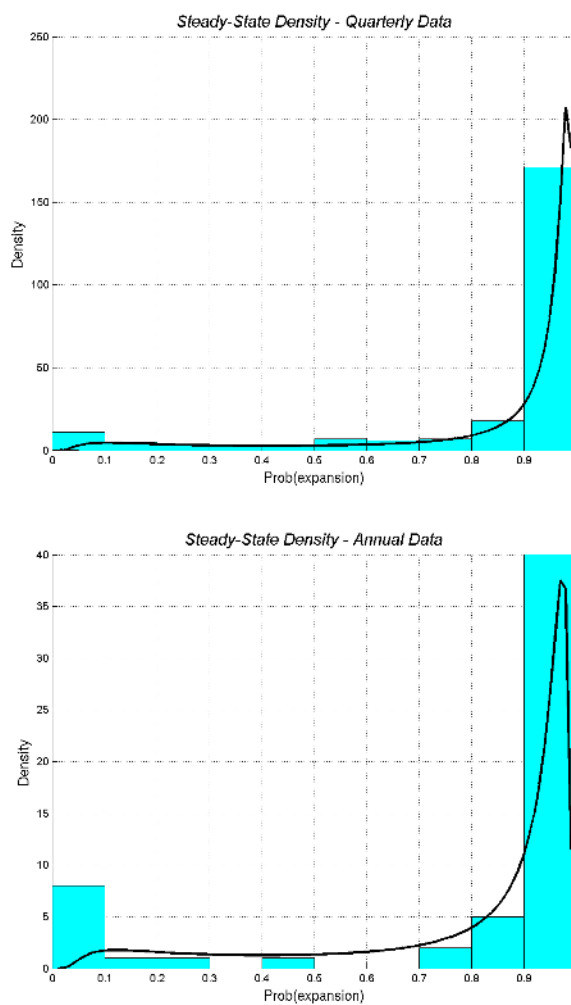 Steady-State Density - Quarterly Data
250
200
150
100
50
0
Density
0 0.1 0.2 0.3 0.4 0.5 0.6 0.7 0.8 0.9
Prob(expansion)
Steady-State Density - Annual Data
40
35
30
25
20
15
10
5
0
Density
0 0.1 0.2 0.3 0.4 0.5 0.6 0.7 0.8 0.9
Prob(expansion)